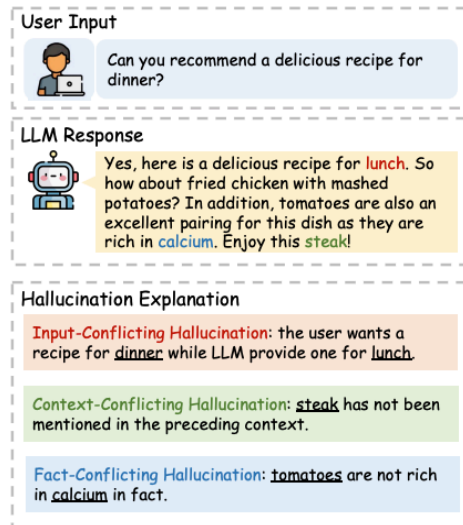 User Input
Can you recommend a delicious recipe for
dinner?
LLM Response
Yes, here is a delicious recipe for lunch. So
how about fried chicken with mashed
potatoes? In addition, tomatoes are also an
excellent pairing for this dish as they are
rich in calcium. Enjoy this steak!
Hallucination Explanation
Input-Conflicting Hallucination: the user wants a
recipe for dinner while LLM provide one for lunch.
Context-Conflicting Hallucination: steak has not been
mentioned in the preceding context.
Fact-Conflicting Hallucination: tomatoes are not rich
in calcium in fact.